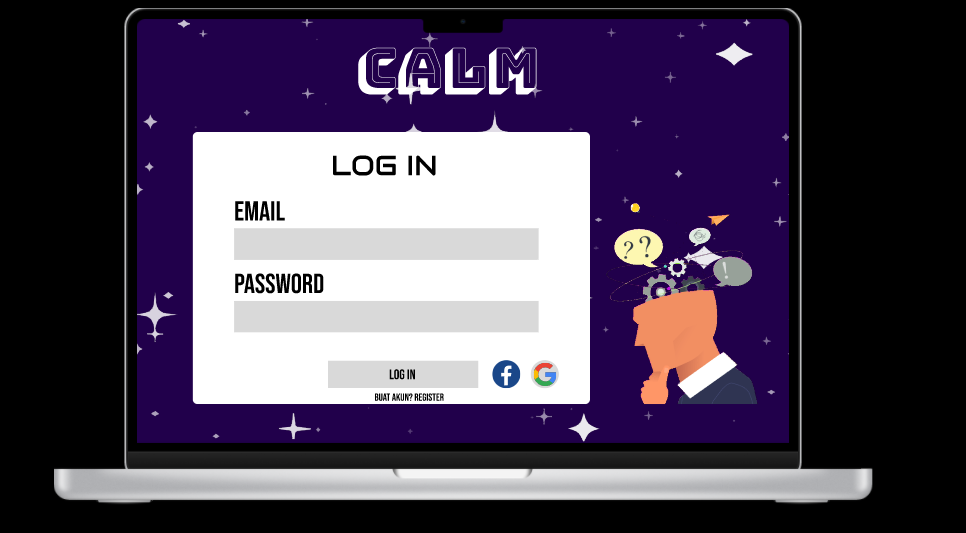 CALM
LOG IN
EMAIL
PASSWORD
LOG IN
BUAT AKUN? REGISTER
? ?
!